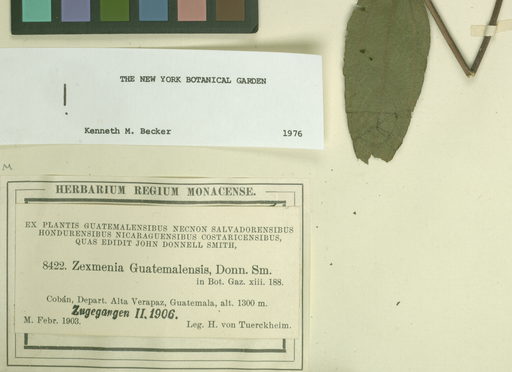 THE NEW YORK BOTANICAL GARDEN
!
Kenneth M. Becker 1976
M
HERBARIUM REGIUM MONACENSE.
EX PLANTIS GUATEMALENSIBUS NECNON SALVADORENSIBUS
HONDURENSIBUS NICARAGUENSIBUS COSTARICENSIBUS,
QUAS EDIDIT JOHN DONNELL SMITH,
8422. Zexmenia Guatemalensis, Donn. Sm.
in Bot. Gaz. xiii. 188.
Cobán, Depart. Alta Verapaz, Guatemala, alt. 1300 m.
Zugegangen II. 1906.
M. Febr. 1903. Leg. H. von Tuerckheim.